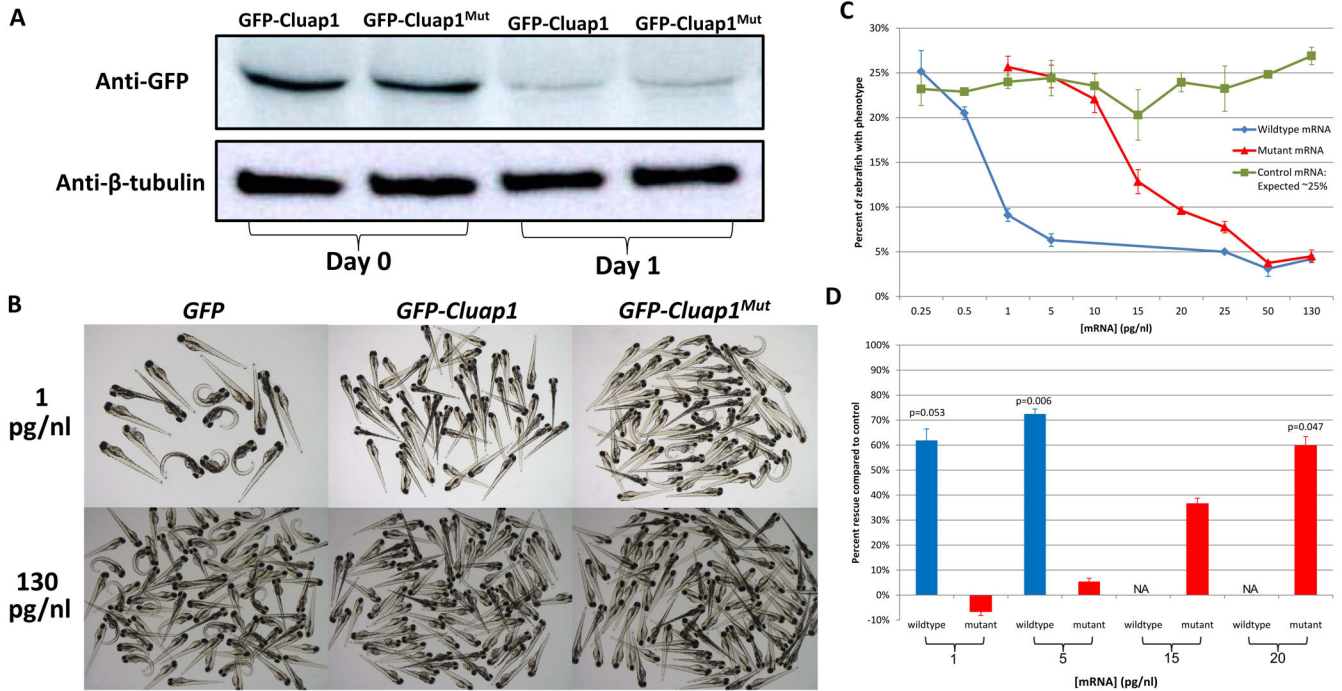 A
GFP-Cluap1 GFP-Cluap1Mut GFP-Cluap1 GFP-Cluap1Mut
Anti-GFP
Anti-β-tubulin
Day 0 Day 1
B
GFP GFP-Cluap1 GFP-Cluap1Mut
1
pg/nl
130
pg/nl
C
30%
25%
20%
15%
10%
5%
0%
Percent of zebrafish with phenotype
Wildtype mRNA
Mutant mRNA
Control mRNA:
Expected ~25%
0.25 0.5 1 5 10 15 20 25 50 130
[mRNA] (pg/nl)
D
100%
90%
80%
70%
60%
50%
40%
30%
20%
10%
0%
-10%
Percent rescue compared to control
p=0.053
p=0.006
p=0.047
NA NA
wildtype mutant wildtype mutant wildtype mutant wildtype mutant
1 5 15 20
[mRNA] (pg/nl)